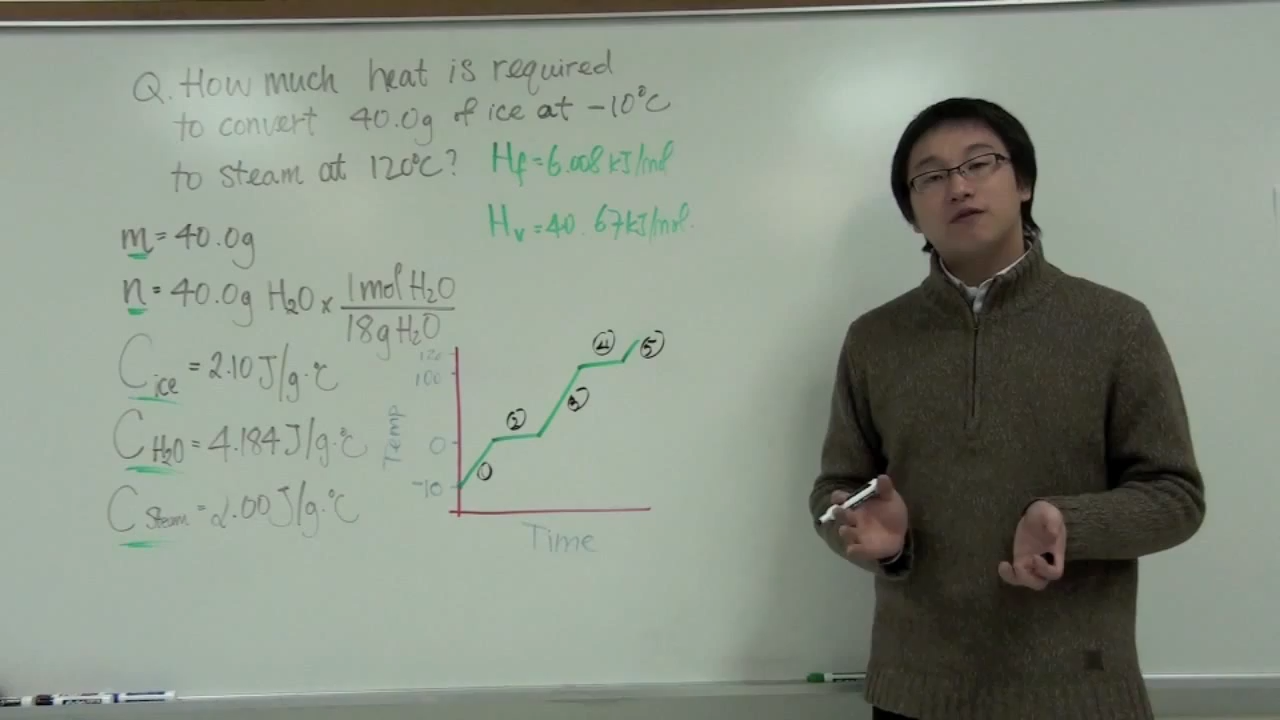 Q. How much heat is required
to convert 40.0g of ice at -10°C
to steam at 120°C?
Hf = 6.008 kJ/mol
Hv = 40.67 kJ/mol.
m = 40.0g
n = 40.0g H2O × 1mol H2O
18g H2O
Cice = 2.10 J/g·°C
CH2O = 4.184 J/g·°C
CSteam = 2.00 J/g·°C
Temp
120
100
0
-10
①
②
③
④
⑤
Time